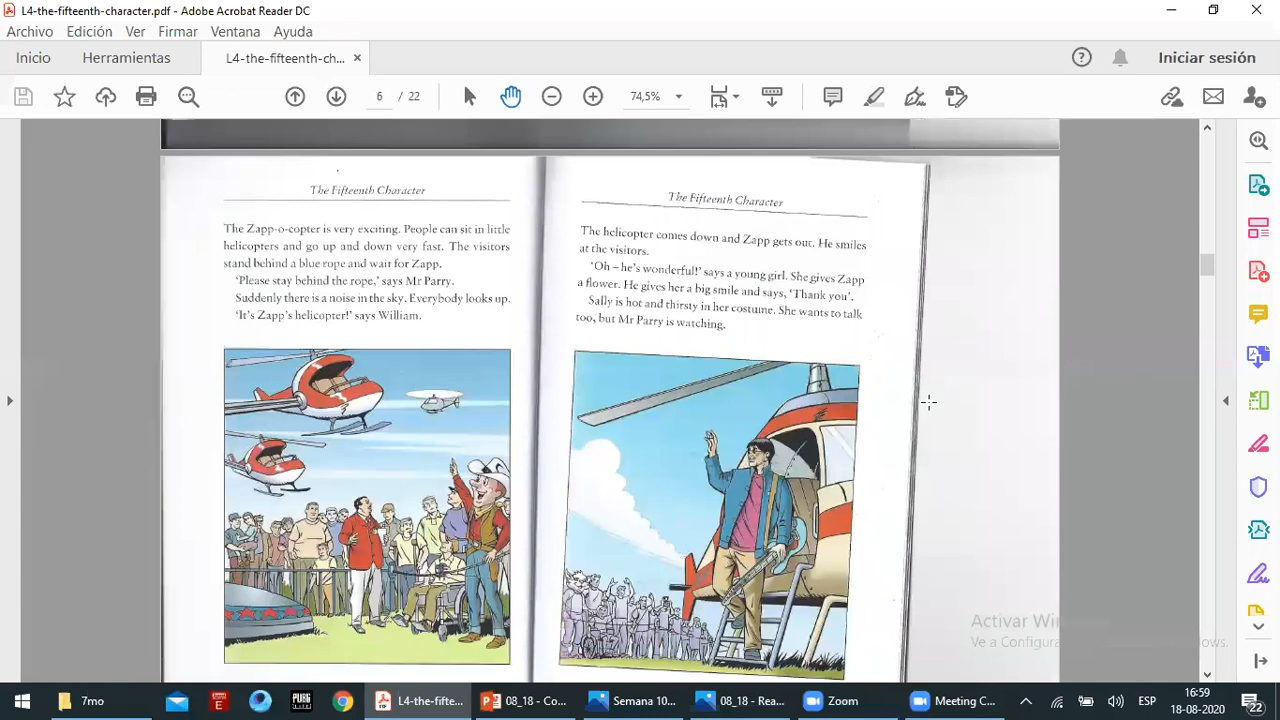 L4-the-fifteenth-character.pdf - Adobe Acrobat Reader DC
Archivo Edición Ver Firmar Ventana Ayuda
Inicio Herramientas L4-the-fifteenth-ch... × Iniciar sesión
6 / 22 74,5%
The Fifteenth Character
The Zapp-o-copter is very exciting. People can sit in little
helicopters and go up and down very fast. The visitors
stand behind a blue rope and wait for Zapp.
‘Please stay behind the rope,’ says Mr Parry.
Suddenly there is a noise in the sky. Everybody looks up.
‘It’s Zapp’s helicopter!’ says William.
The Fifteenth Character
The helicopter comes down and Zapp gets out. He smiles
at the visitors.
‘Oh – he’s wonderful!’ says a young girl. She gives Zapp
a flower. He gives her a big smile and says, ‘Thank you’.
Sally is hot and thirsty in her costume. She wants to talk
too, but Mr Parry is watching.
Activar Win
Ve a Configura ndows.
7mo
PUBG
L4-the-fiftee...
08_18 - Co...
Semana 10...
08_18 - Rea...
Zoom
Meeting C...
ESP
16:59
18-08-2020
22